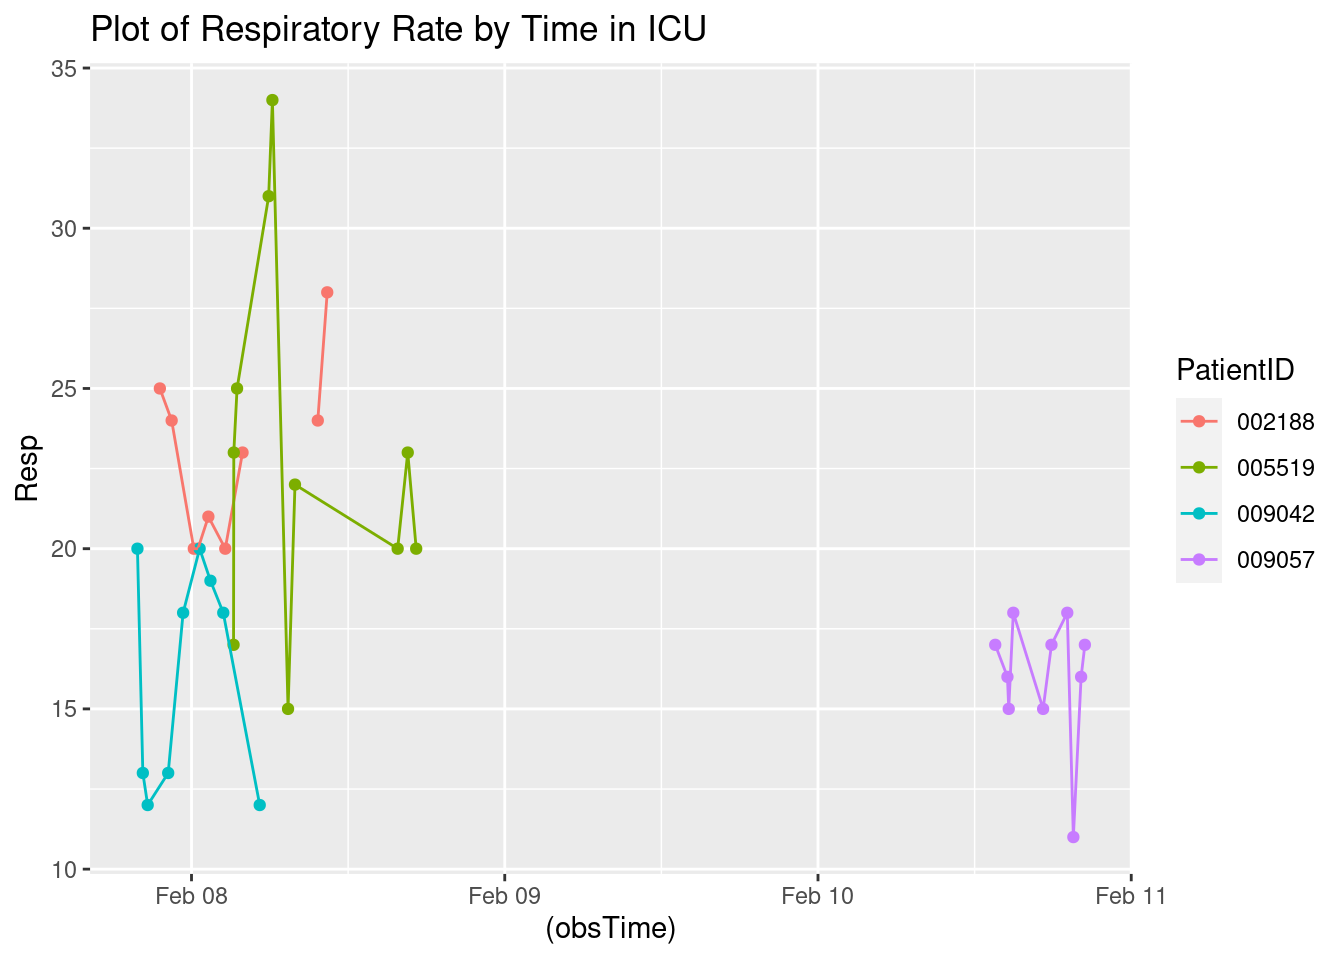 Plot of Respiratory Rate by Time in ICU
35
30
25
20
15
10
Resp
Feb 08
Feb 09
Feb 10
Feb 11
(obsTime)
PatientID
002188
005519
009042
009057